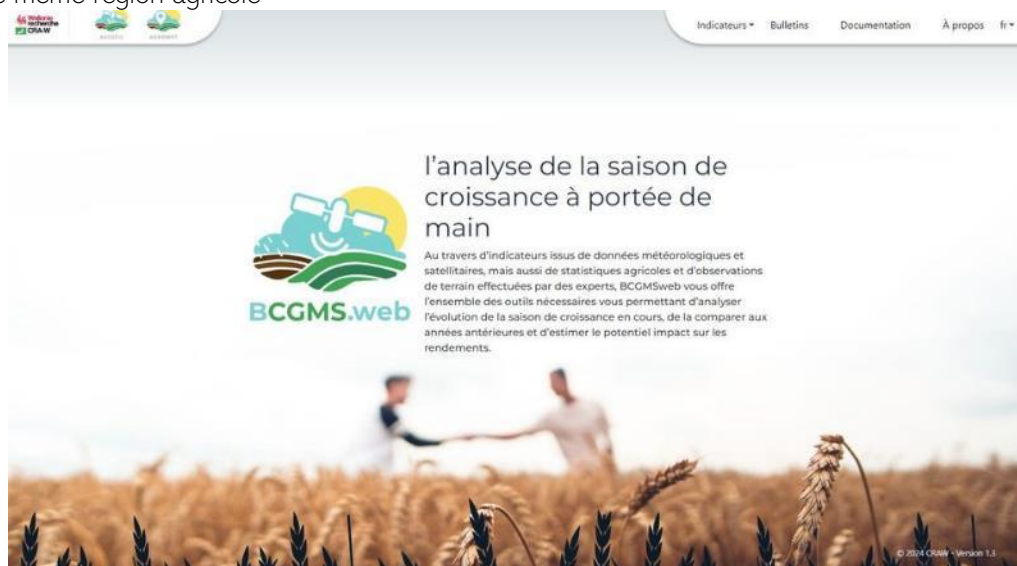 même région agricole
Wallonie
recherche
CRA-W
Indicateurs
Bulletins
Documentation
À propos
fr
l'analyse de la saison de
croissance à portée de
main
Au travers d'indicateurs issus de données météorologiques et
satellitaires, mais aussi de statistiques agricoles et d'observations
de terrain effectuées par des experts, BCGMSweb vous offre
l'ensemble des outils nécessaires vous permettant d'analyser
l'évolution de la saison de croissance en cours, de la comparer aux
années antérieures et d'estimer le potentiel impact sur les
rendements.
BCGMS.web
© 2024 CRAW - Version 1.3